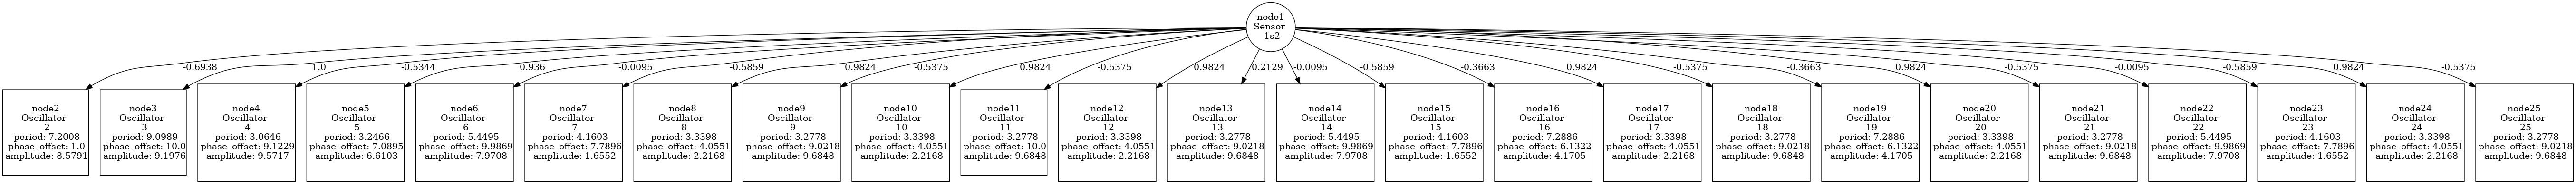 node1
Sensor
1s2
-0.6938
1.0
-0.5344
0.936
-0.0095
-0.5859
0.9824
-0.5375
0.9824
-0.5375
0.9824
0.2129
-0.0095
-0.5859
-0.3663
0.9824
-0.5375
-0.3663
0.9824
-0.5375
-0.0095
-0.5859
0.9824
-0.5375
node2
Oscillator
2
period: 7.2008
phase_offset: 1.0
amplitude: 8.5791
node3
Oscillator
3
period: 9.0989
phase_offset: 10.0
amplitude: 9.1976
node4
Oscillator
4
period: 3.0646
phase_offset: 9.1229
amplitude: 9.5717
node5
Oscillator
5
period: 3.2466
phase_offset: 7.0895
amplitude: 6.6103
node6
Oscillator
6
period: 5.4495
phase_offset: 9.9869
amplitude: 7.9708
node7
Oscillator
7
period: 4.1603
phase_offset: 7.7896
amplitude: 1.6552
node8
Oscillator
8
period: 3.3398
phase_offset: 4.0551
amplitude: 2.2168
node9
Oscillator
9
period: 3.2778
phase_offset: 9.0218
amplitude: 9.6848
node10
Oscillator
10
period: 3.3398
phase_offset: 4.0551
amplitude: 2.2168
node11
Oscillator
11
period: 3.2778
phase_offset: 10.0
amplitude: 9.6848
node12
Oscillator
12
period: 3.3398
phase_offset: 4.0551
amplitude: 2.2168
node13
Oscillator
13
period: 3.2778
phase_offset: 9.0218
amplitude: 9.6848
node14
Oscillator
14
period: 5.4495
phase_offset: 9.9869
amplitude: 7.9708
node15
Oscillator
15
period: 4.1603
phase_offset: 7.7896
amplitude: 1.6552
node16
Oscillator
16
period: 7.2886
phase_offset: 6.1322
amplitude: 4.1705
node17
Oscillator
17
period: 3.3398
phase_offset: 4.0551
amplitude: 2.2168
node18
Oscillator
18
period: 3.2778
phase_offset: 9.0218
amplitude: 9.6848
node19
Oscillator
19
period: 7.2886
phase_offset: 6.1322
amplitude: 4.1705
node20
Oscillator
20
period: 3.3398
phase_offset: 4.0551
amplitude: 2.2168
node21
Oscillator
21
period: 3.2778
phase_offset: 9.0218
amplitude: 9.6848
node22
Oscillator
22
period: 5.4495
phase_offset: 9.9869
amplitude: 7.9708
node23
Oscillator
23
period: 4.1603
phase_offset: 7.7896
amplitude: 1.6552
node24
Oscillator
24
period: 3.3398
phase_offset: 4.0551
amplitude: 2.2168
node25
Oscillator
25
period: 3.2778
phase_offset: 9.0218
amplitude: 9.6848